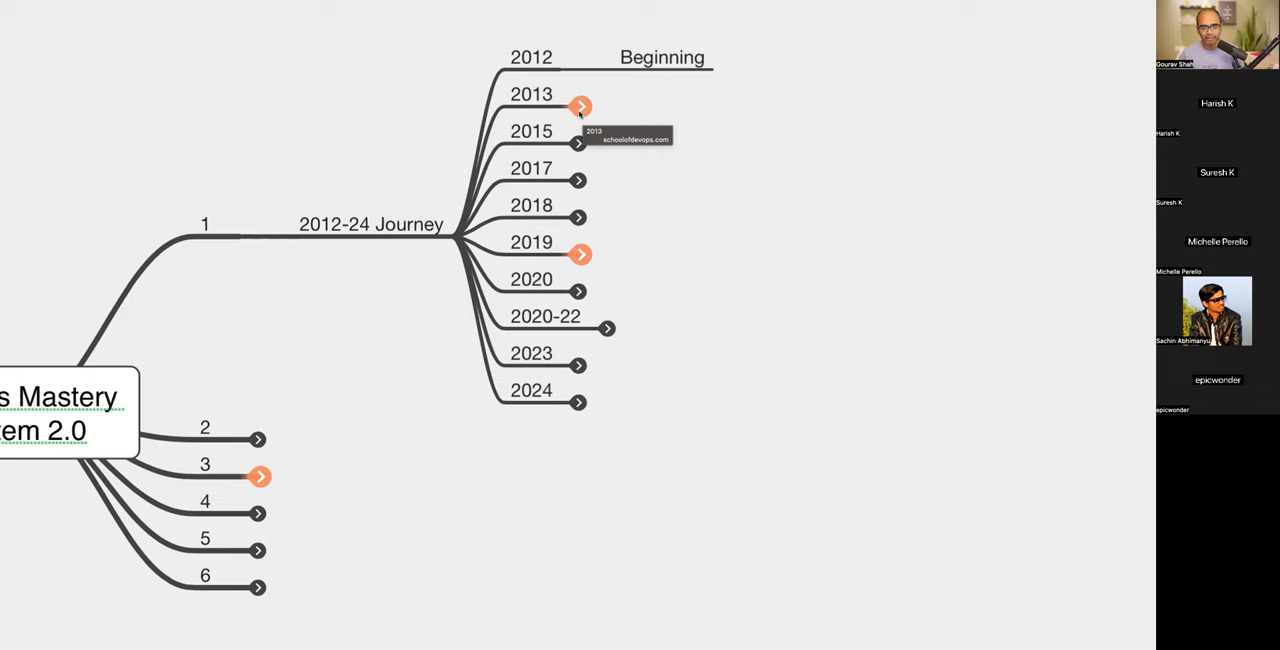 2012
Beginning
2013
2013
schoolofdevops.com
2015
2017
2018
1
2012-24 Journey
2019
2020
2020-22
2023
2024
s Mastery
tem 2.0
2
3
4
5
6
Gourav Shah
Harish K
Harish K
Suresh K
Suresh K
Michelle Perello
Michelle Perello
Sachin Abhimanyu
epicwonder
epicwonder